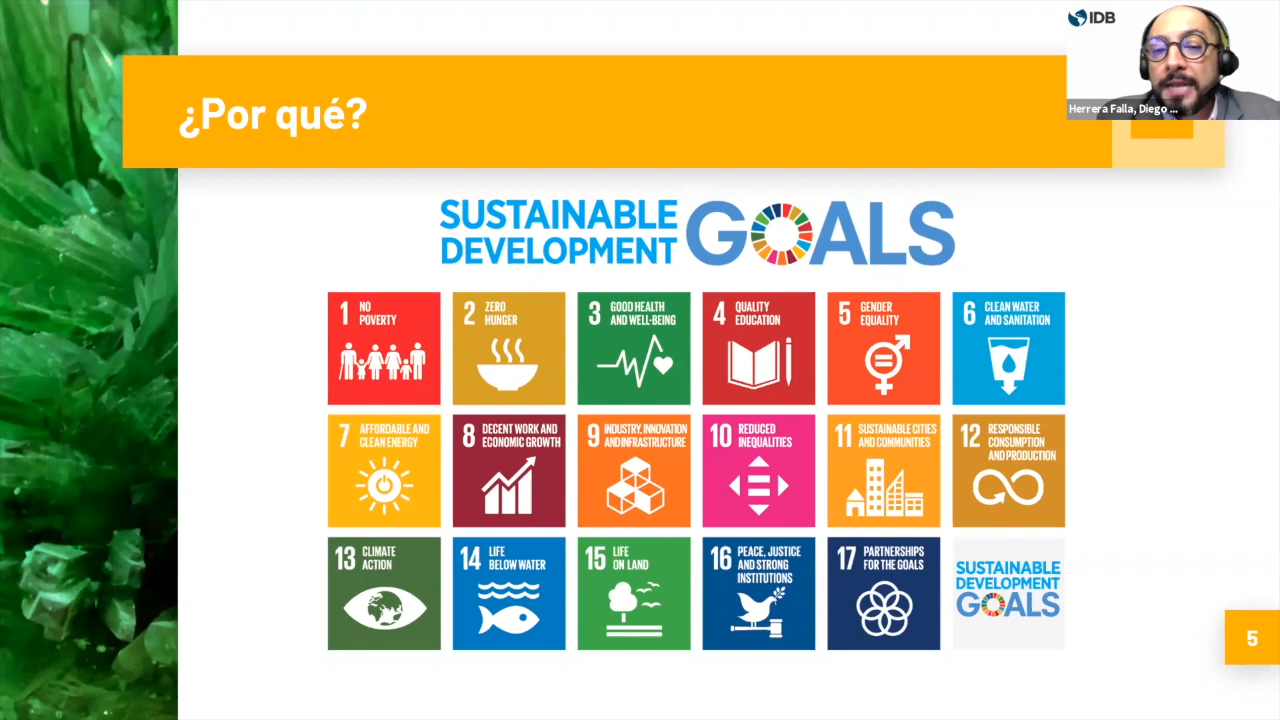 IDB
Herrera Falla, Diego ...
¿Por qué?
SUSTAINABLE
DEVELOPMENT
GOALS
1 NO
POVERTY
2 ZERO
HUNGER
3 GOOD HEALTH
AND WELL-BEING
4 QUALITY
EDUCATION
5 GENDER
EQUALITY
6 CLEAN WATER
AND SANITATION
7 AFFORDABLE AND
CLEAN ENERGY
8 DECENT WORK AND
ECONOMIC GROWTH
9 INDUSTRY, INNOVATION
AND INFRASTRUCTURE
10 REDUCED
INEQUALITIES
11 SUSTAINABLE CITIES
AND COMMUNITIES
12 RESPONSIBLE
CONSUMPTION
AND PRODUCTION
13 CLIMATE
ACTION
14 LIFE
BELOW WATER
15 LIFE
ON LAND
16 PEACE, JUSTICE
AND STRONG
INSTITUTIONS
17 PARTNERSHIPS
FOR THE GOALS
SUSTAINABLE
DEVELOPMENT
GOALS
5